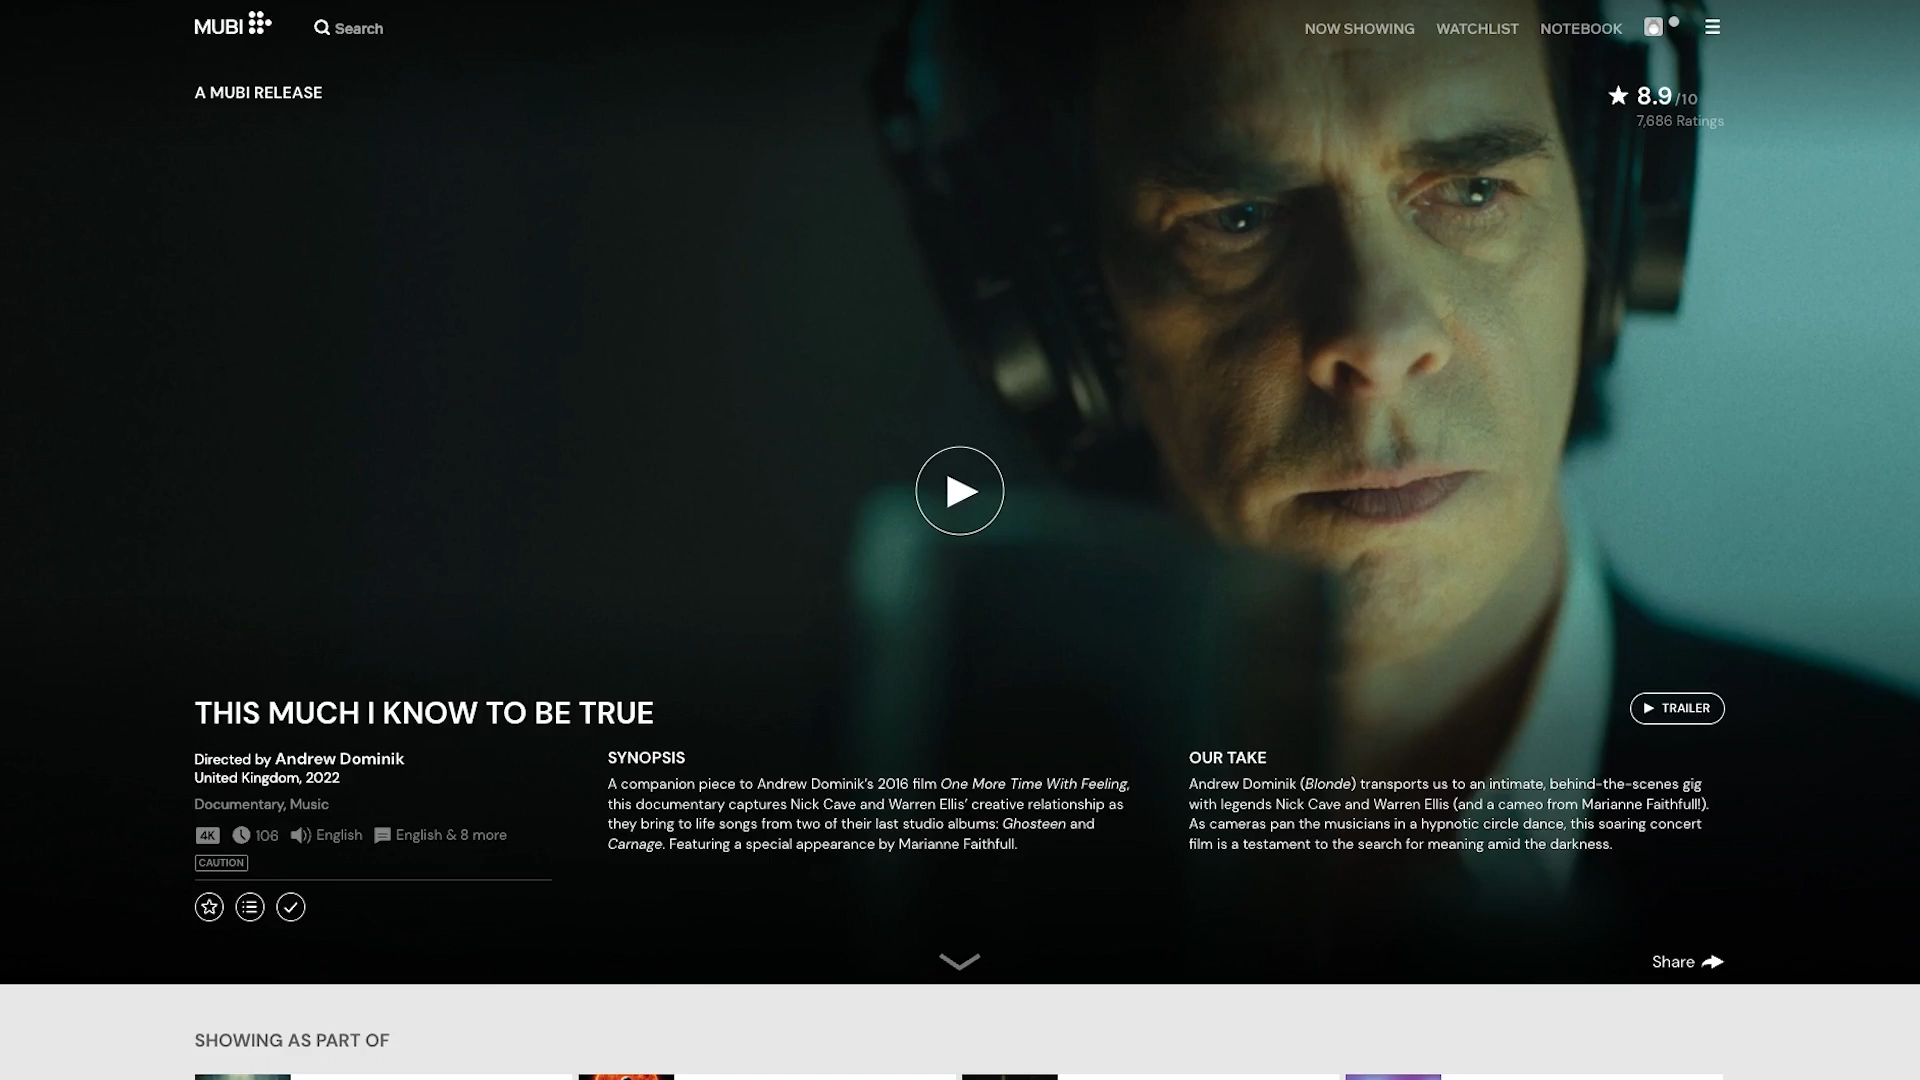 MUBI
Search
NOW SHOWING
WATCHLIST
NOTEBOOK
A MUBI RELEASE
8.9/10
7,686 Ratings
THIS MUCH I KNOW TO BE TRUE
TRAILER
Directed by Andrew Dominik
United Kingdom, 2022
Documentary, Music
4K 106 English English & 8 more
CAUTION
SYNOPSIS
A companion piece to Andrew Dominik's 2016 film One More Time With Feeling,
this documentary captures Nick Cave and Warren Ellis' creative relationship as
they bring to life songs from two of their last studio albums: Ghosteen and
Carnage. Featuring a special appearance by Marianne Faithfull.
OUR TAKE
Andrew Dominik (Blonde) transports us to an intimate, behind-the-scenes gig
with legends Nick Cave and Warren Ellis (and a cameo from Marianne Faithfull!).
As cameras pan the musicians in a hypnotic circle dance, this soaring concert
film is a testament to the search for meaning amid the darkness.
Share
SHOWING AS PART OF